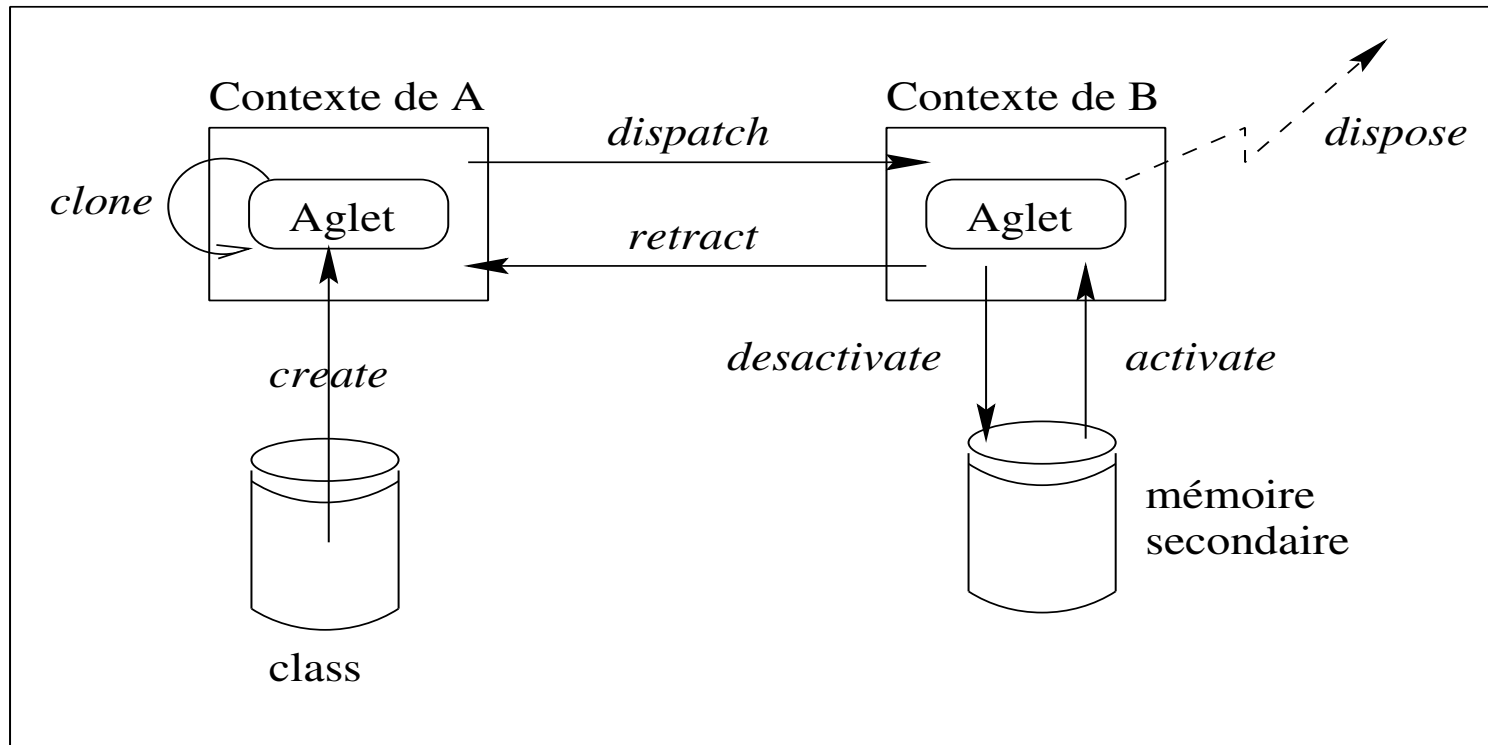 Contexte de A
Contexte de B
dispatch
dispose
clone
Aglet
Aglet
retract
create
desactivate
activate
mémoire
secondaire
class